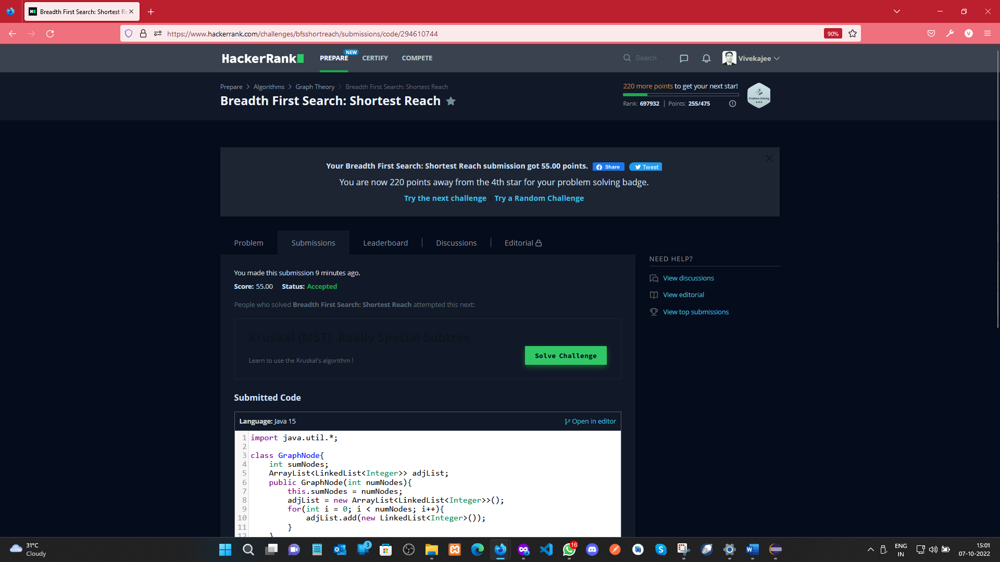 Breadth First Search: Shortest Re
https://www.hackerrank.com/challenges/bfsshortreach/submissions/code/294610744
90%
V
HackerRank
PREPARE
NEW
CERTIFY
COMPETE
Search
Vivekajee
Prepare > Algorithms > Graph Theory > Breadth First Search: Shortest Reach
Breadth First Search: Shortest Reach
220 more points to get your next star!
Rank: 697932 | Points: 255/475
Problem Solving
Your Breadth First Search: Shortest Reach submission got 55.00 points.
Share
Tweet
You are now 220 points away from the 4th star for your problem solving badge.
Try the next challenge | Try a Random Challenge
Problem
Submissions
Leaderboard
Discussions
Editorial
NEED HELP?
View discussions
View editorial
View top submissions
You made this submission 9 minutes ago.
Score: 55.00 Status: Accepted
People who solved Breadth First Search: Shortest Reach attempted this next:
Kruskal (MST): Really Special Subtree
Learn to use the Kruskal's algorithm !
Solve Challenge
Submitted Code
Language: Java 15
Open in editor
1 import java.util.*;
2
3 class GraphNode{
4 int sumNodes;
5 ArrayList<LinkedList<Integer>> adjList;
6 public GraphNode(int numNodes){
7 this.sumNodes = numNodes;
8 adjList = new ArrayList<LinkedList<Integer>>();
9 for(int i = 0; i < numNodes; i++){
10 adjList.add(new LinkedList<Integer>());
11 }
12 }
31°C
Cloudy
3
16
ENG
IN
15:01
07-10-2022